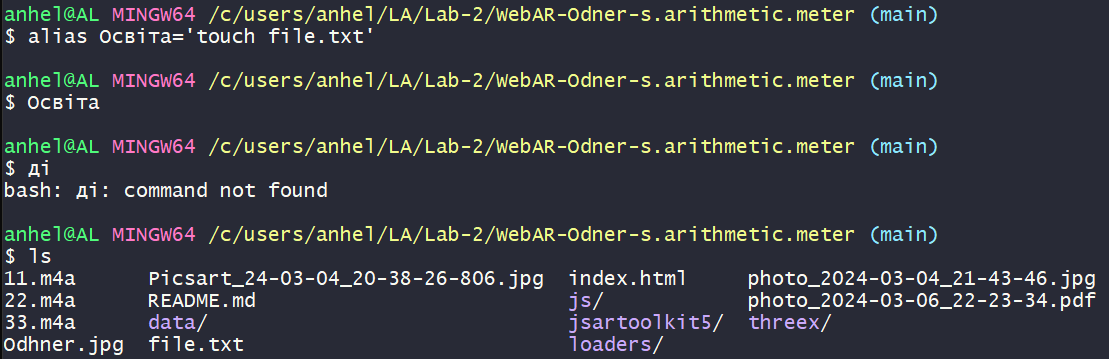 anhel@AL MINGW64 /c/users/anhel/LA/Lab-2/WebAR-Odner-s.arithmetic.meter (main)
$ alias Освіта='touch file.txt'
anhel@AL MINGW64 /c/users/anhel/LA/Lab-2/WebAR-Odner-s.arithmetic.meter (main)
$ Освіта
anhel@AL MINGW64 /c/users/anhel/LA/Lab-2/WebAR-Odner-s.arithmetic.meter (main)
$ ді
bash: ді: command not found
anhel@AL MINGW64 /c/users/anhel/LA/Lab-2/WebAR-Odner-s.arithmetic.meter (main)
$ ls
11.m4a Picsart_24-03-04_20-38-26-806.jpg index.html photo_2024-03-04_21-43-46.jpg
22.m4a README.md js/ photo_2024-03-06_22-23-34.pdf
33.m4a data/ jsartoolkit5/ threex/
Odhner.jpg file.txt loaders/